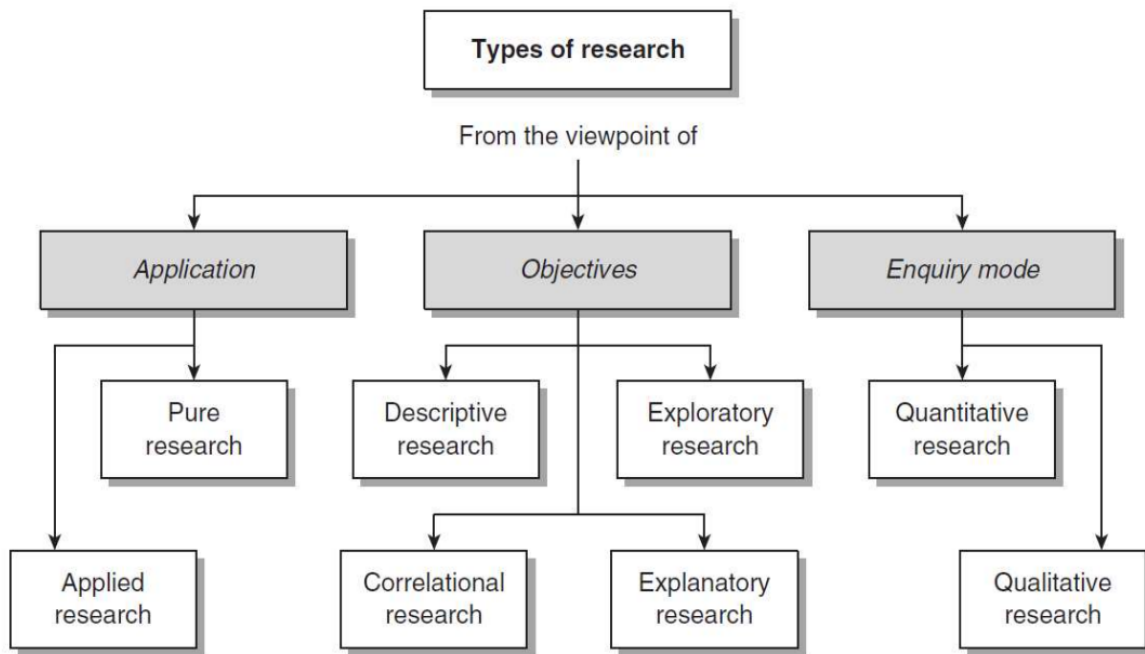 Types of research
From the viewpoint of
Application
Objectives
Enquiry mode
Pure
research
Descriptive
research
Exploratory
research
Quantitative
research
Applied
research
Correlational
research
Explanatory
research
Qualitative
research